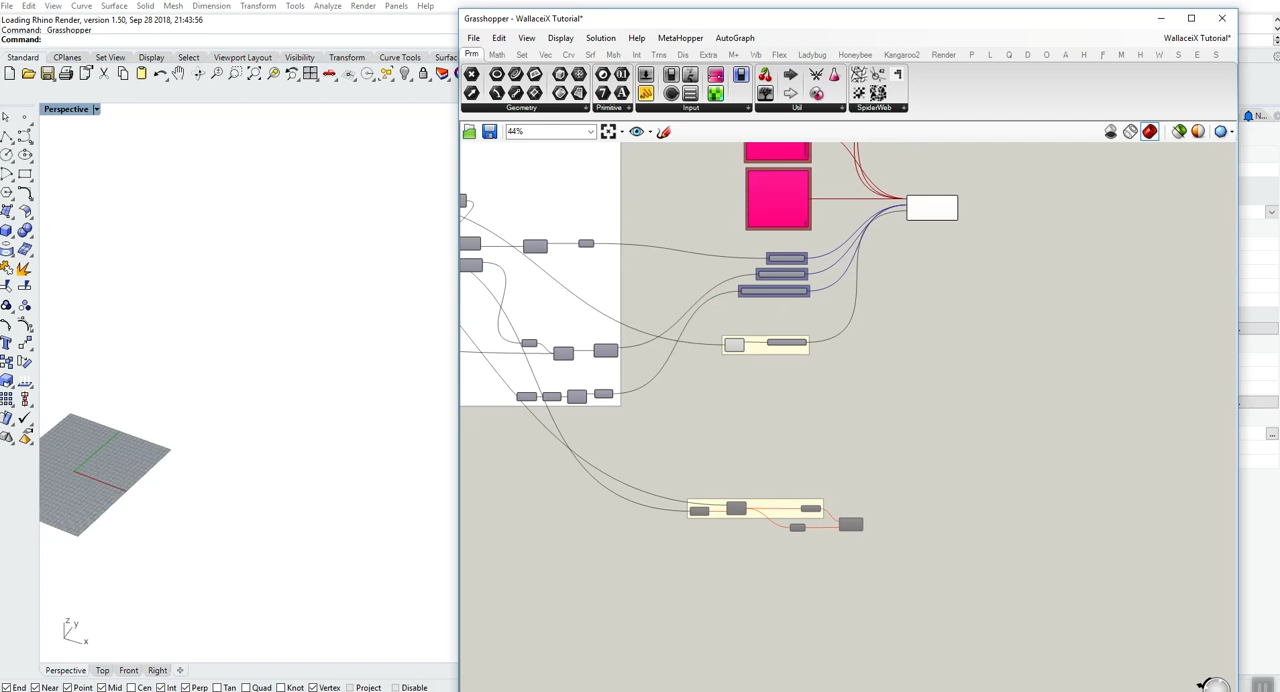 File Edit View Curve Surface Solid Mesh Dimension Transform Tools Analyze Render Panels Help
Loading Rhino Render, version 1.50, Sep 28 2018, 21:43:56
Command: Grasshopper
Command:
Standard CPlanes Set View Display Select Viewport Layout Visibility Transform Curve Tools
Perspective
Grasshopper - WallaceiX Tutorial*
File Edit View Display Solution Help MetaHopper AutoGraph WallaceiX Tutorial*
Prm Math Set Vec Crv Srf Msh Int Trns Dis Extra M+ Wb Flex Ladybug Honeybee Kangaroo2 Render P L Q D O A L M H W S E S
Geometry Primitive Input Util SpiderWeb
44%
N...
z y
x
Perspective Top Front Right
End Near Point Mid Cen Int Perp Tan Quad Knot Vertex Project Disable